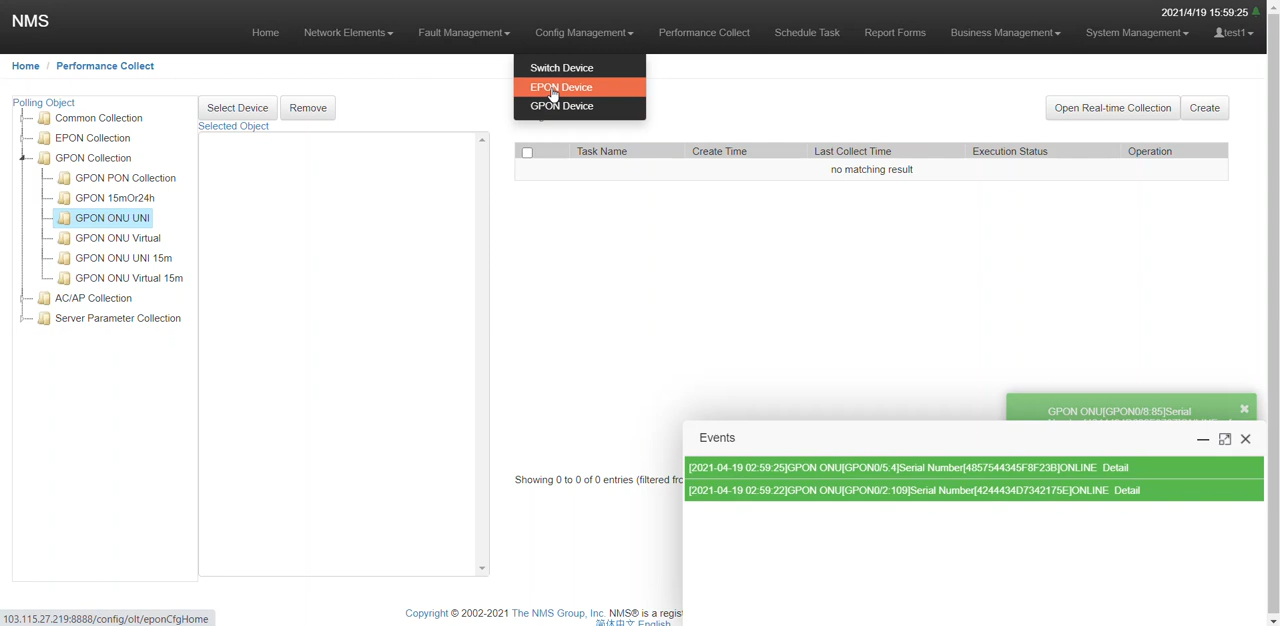 NMS
2021/4/19 15:59:25
Home
Network Elements
Fault Management
Config Management
Performance Collect
Schedule Task
Report Forms
Business Management
System Management
test1
Home / Performance Collect
Switch Device
EPON Device
GPON Device
Polling Object
Common Collection
EPON Collection
GPON Collection
GPON PON Collection
GPON 15mOr24h
GPON ONU UNI
GPON ONU Virtual
GPON ONU UNI 15m
GPON ONU Virtual 15m
AC/AP Collection
Server Parameter Collection
Select Device
Remove
Selected Object
Open Real-time Collection
Create
Task Name
Create Time
Last Collect Time
Execution Status
Operation
no matching result
Showing 0 to 0 of 0 entries (filtered
GPON ONU[GPON0/8:85]Serial
Events
[2021-04-19 02:59:25]GPON ONU[GPON0/5:4]Serial Number[4857544345F8F23B]ONLINE Detail
[2021-04-19 02:59:22]GPON ONU[GPON0/2:109]Serial Number[4244434D7342175E]ONLINE Detail
Copyright © 2002-2021 The NMS Group, Inc. NMS® is a
简体中文 English
103.115.27.219:8888/config/olt/eponCfgHome